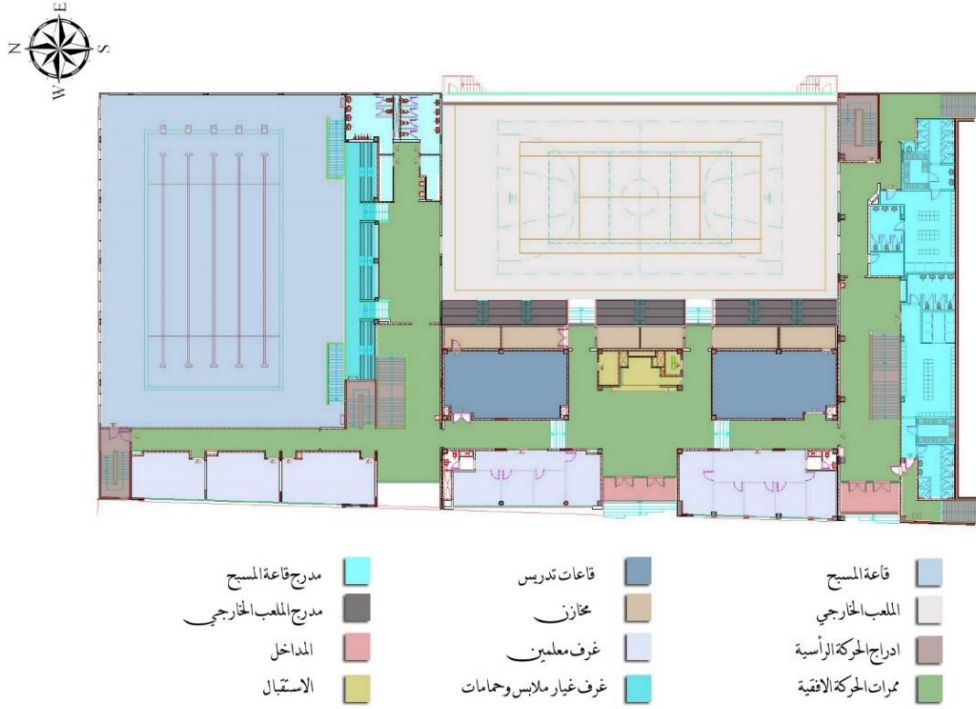 E
N
S
W
قاعة المسبح
قاعات تدريس
مدرج قاعة المسبح
الملعب الخارجي
مخازن
مدرج الملعب الخارجي
ادراج الحركة الرأسية
غرف معلمين
المداخل
ممرات الحركة الافقية
غرف غيار ملابس وحمامات
الاستقبال